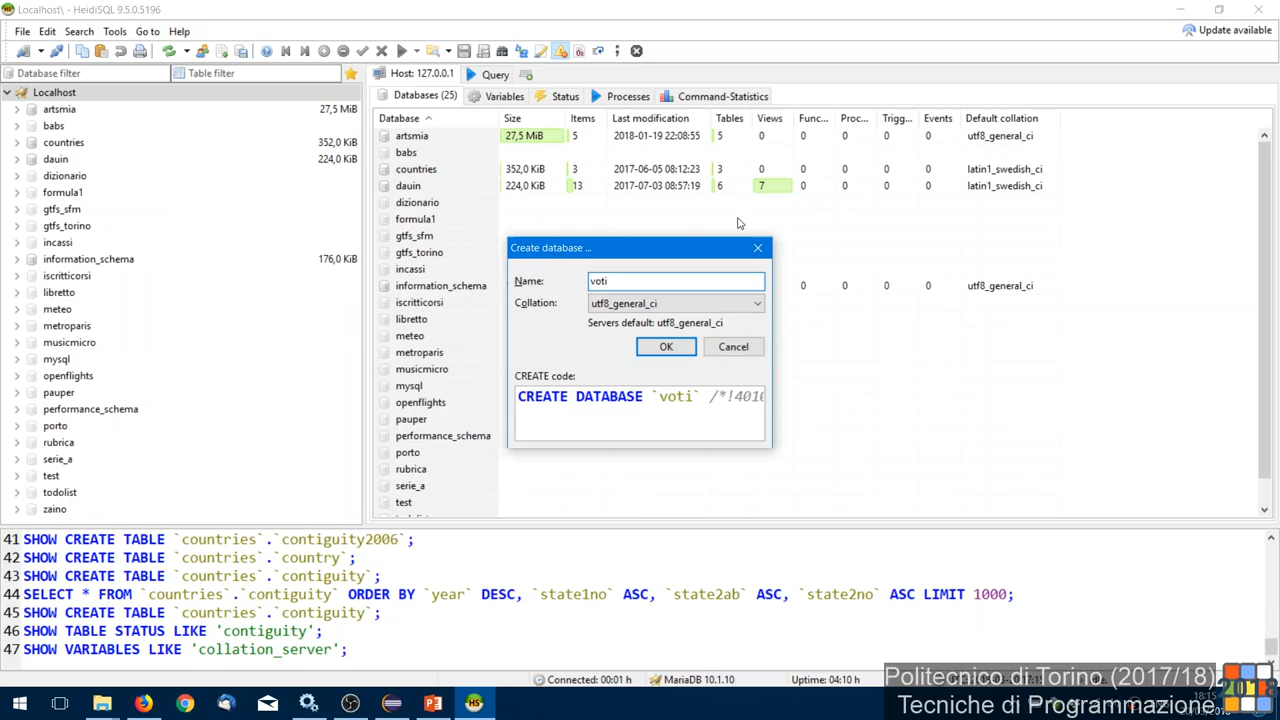 Localhost\ - HeidiSQL 9.5.0.5196
File Edit Search Tools Go to Help
Update available
Database filter
Table filter
Host: 127.0.0.1
Query
Localhost
artsmia 27,5 MiB
babs
countries 352,0 KiB
dauin 224,0 KiB
dizionario
formula1
gtfs_sfm
gtfs_torino
incassi
information_schema 176,0 KiB
iscritticorsi
libretto
meteo
metroparis
musicmicro
mysql
openflights
pauper
performance_schema
porto
rubrica
serie_a
test
todolist
zaino
Databases (25) Variables Status Processes Command-Statistics
Database Size Items Last modification Tables Views Func... Proc... Trigg... Events Default collation
artsmia 27,5 MiB 5 2018-01-19 22:08:55 5 0 0 0 0 0 utf8_general_ci
babs
countries 352,0 KiB 3 2017-06-05 08:12:23 3 0 0 0 0 0 latin1_swedish_ci
dauin 224,0 KiB 13 2017-07-03 08:57:19 6 7 0 0 0 0 latin1_swedish_ci
dizionario
formula1
gtfs_sfm
gtfs_torino
incassi
information_schema 0 0 0 0 utf8_general_ci
iscritticorsi
libretto
meteo
metroparis
musicmicro
mysql
openflights
pauper
performance_schema
porto
rubrica
serie_a
test
Create database ...
Name: voti
Collation: utf8_general_ci
Servers default: utf8_general_ci
OK Cancel
CREATE code:
CREATE DATABASE `voti` /*!4010
41 SHOW CREATE TABLE `countries`.`contiguity2006`;
42 SHOW CREATE TABLE `countries`.`country`;
43 SHOW CREATE TABLE `countries`.`contiguity`;
44 SELECT * FROM `countries`.`contiguity` ORDER BY `year` DESC, `state1no` ASC, `state2ab` ASC, `state2no` ASC LIMIT 1000;
45 SHOW CREATE TABLE `countries`.`contiguity`;
46 SHOW TABLE STATUS LIKE 'contiguity';
47 SHOW VARIABLES LIKE 'collation_server';
Connected: 00:01 h
MariaDB 10.1.10
Uptime: 04:10 h
Politecnico di Torino (2017/18)
Tecniche di Programmazione
18:15
2018